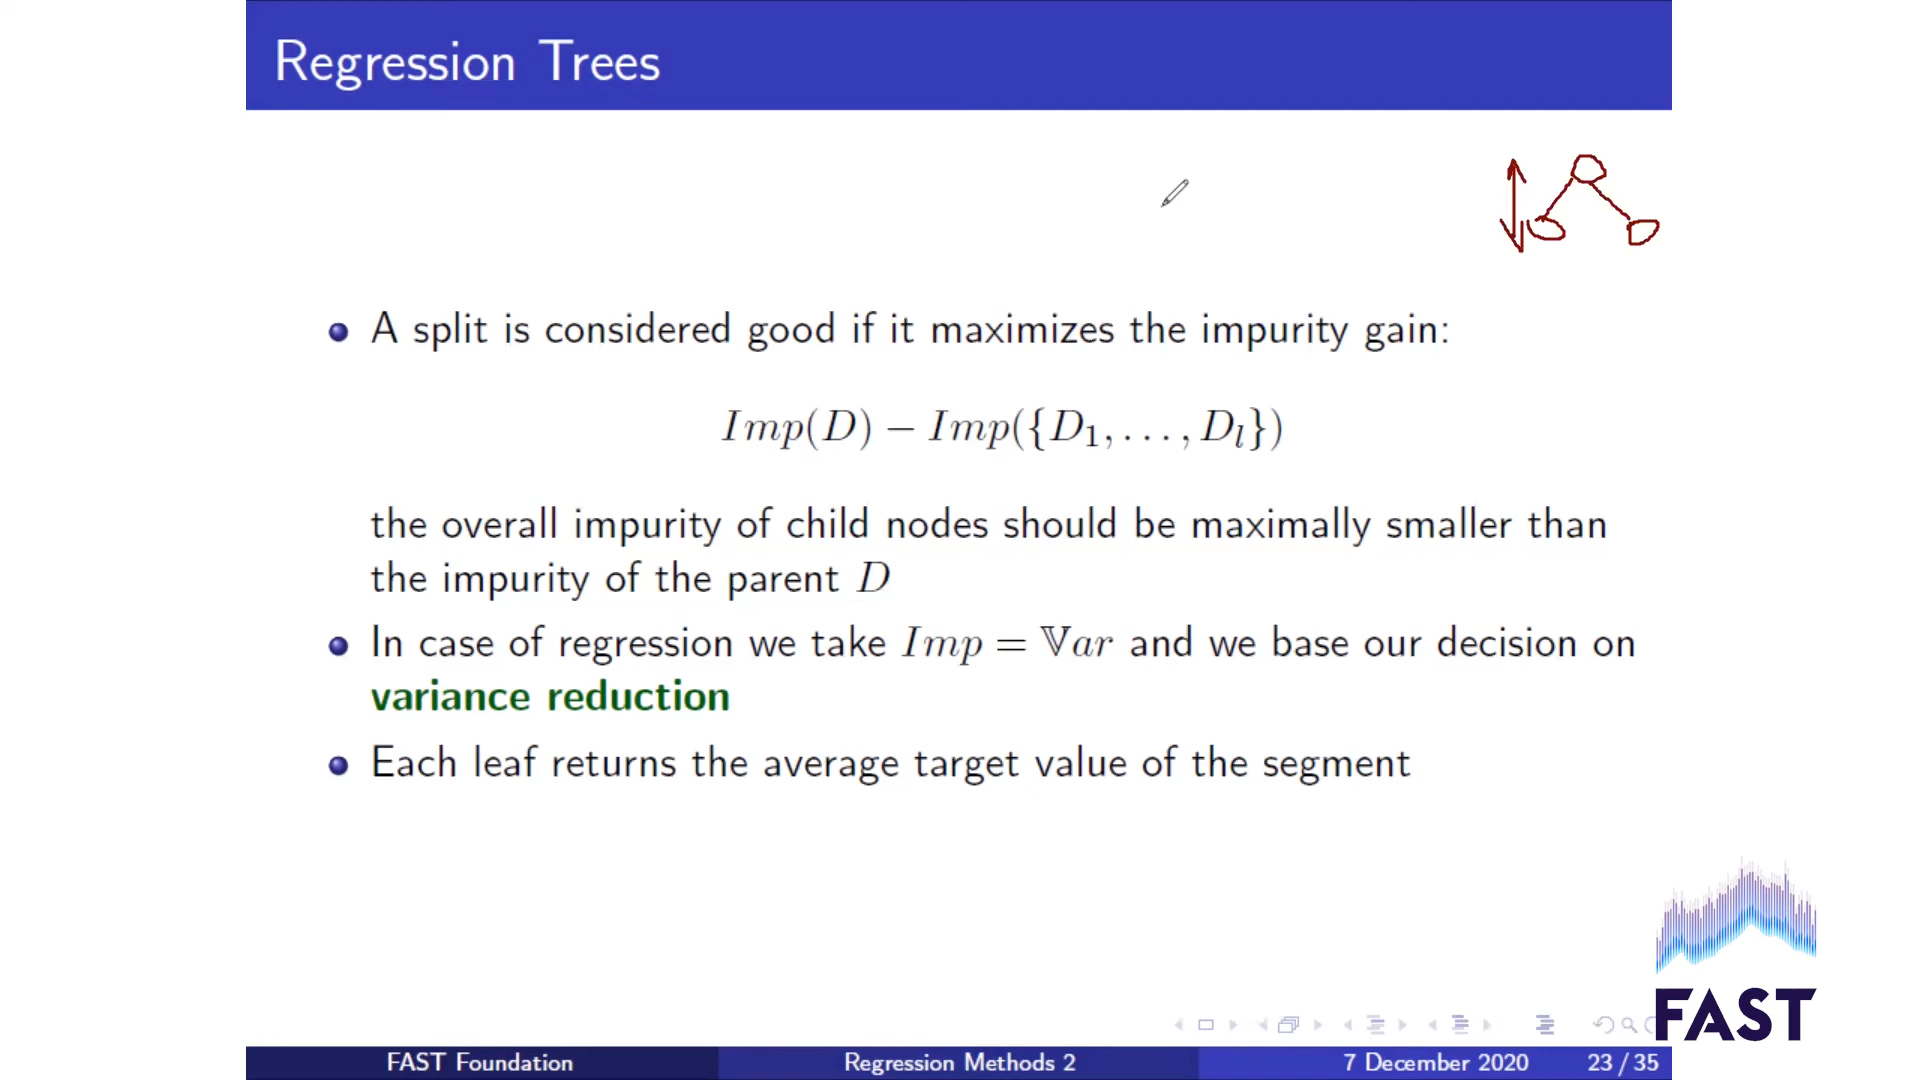 Regression Trees
A split is considered good if it maximizes the impurity gain:
Imp(D) − Imp({D₁, . . . , Dₗ})
the overall impurity of child nodes should be maximally smaller than
the impurity of the parent D
In case of regression we take Imp = 𝕍ar and we base our decision on
variance reduction
Each leaf returns the average target value of the segment
FAST
FAST Foundation
Regression Methods 2
7 December 2020
23 / 35